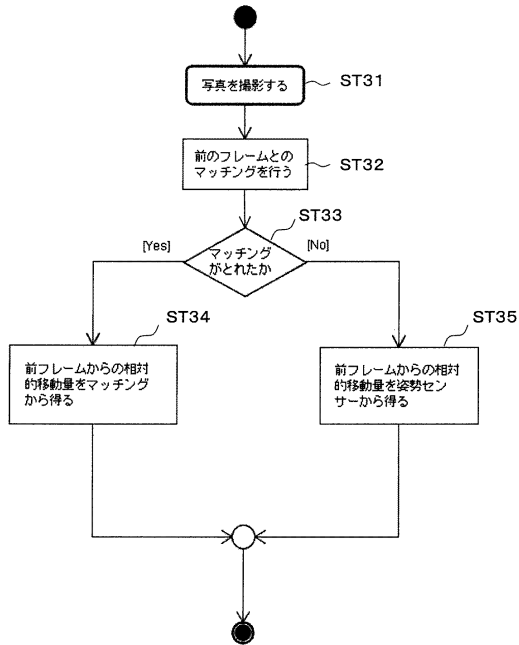 写真を撮影する
ST31
前のフレームとの
マッチングを行う
ST32
ST33
[Yes]
マッチング
がとれたか
[No]
ST34
前フレームからの相対
的移動量をマッチング
から得る
ST35
前フレームからの相対
的移動量を姿勢セン
サーから得る